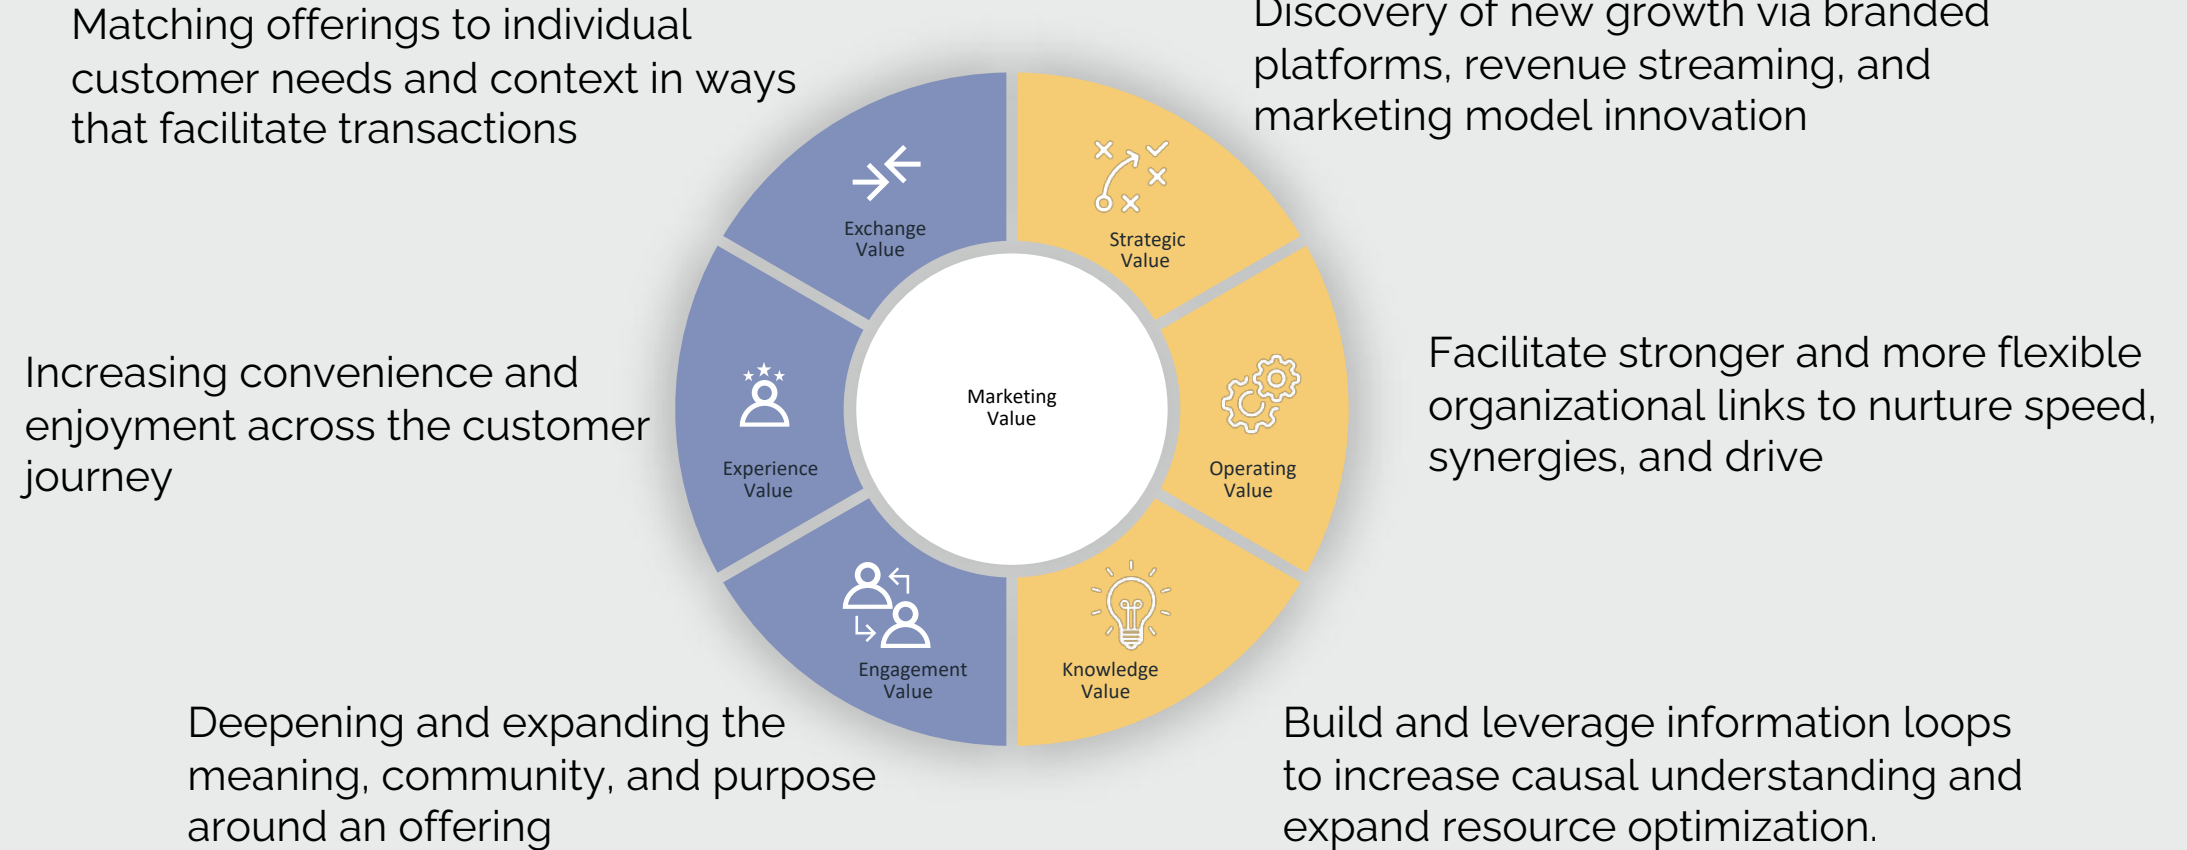 Matching offerings to individual
customer needs and context in ways
that facilitate transactions
Discovery of new growth via branded
platforms, revenue streaming, and
marketing model innovation
Exchange
Value
Strategic
Value
Increasing convenience and
enjoyment across the customer
journey
Experience
Value
Marketing
Value
Operating
Value
Facilitate stronger and more flexible
organizational links to nurture speed,
synergies, and drive
Engagement
Value
Knowledge
Value
Deepening and expanding the
meaning, community, and purpose
around an offering
Build and leverage information loops
to increase causal understanding and
expand resource optimization.